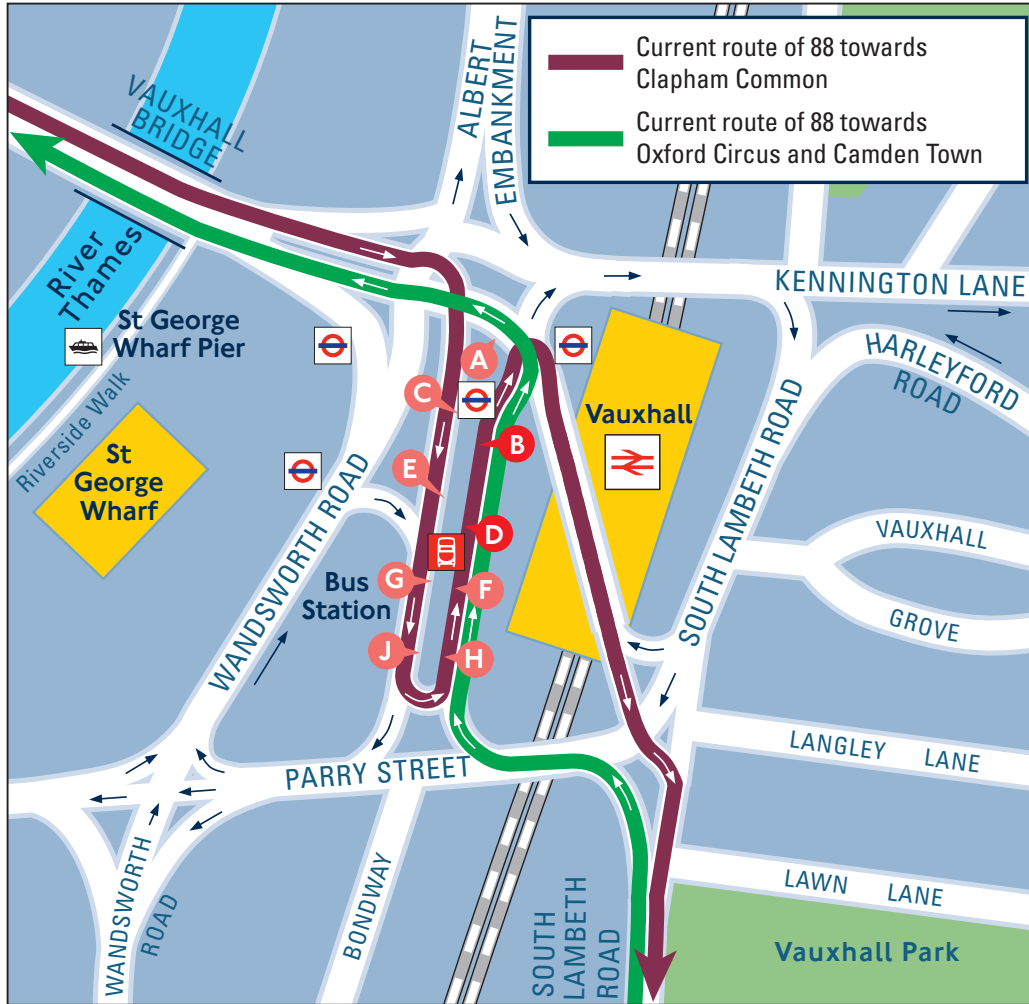 Current route of 88 towards
Clapham Common
Current route of 88 towards
Oxford Circus and Camden Town
VAUXHALL
BRIDGE
ALBERT
EMBANKMENT
River
Thames
KENNINGTON LANE
St George
Wharf Pier
HARLEYFORD
ROAD
A
C
Riverside Walk
Vauxhall
B
St
George
Wharf
E
SOUTH LAMBETH ROAD
WANDSWORTH ROAD
D
VAUXHALL
GROVE
Bus
Station
G
F
J
H
PARRY STREET
LANGLEY LANE
WANDSWORTH
ROAD
BONDWAY
SOUTH
LAMBETH
ROAD
LAWN LANE
Vauxhall Park